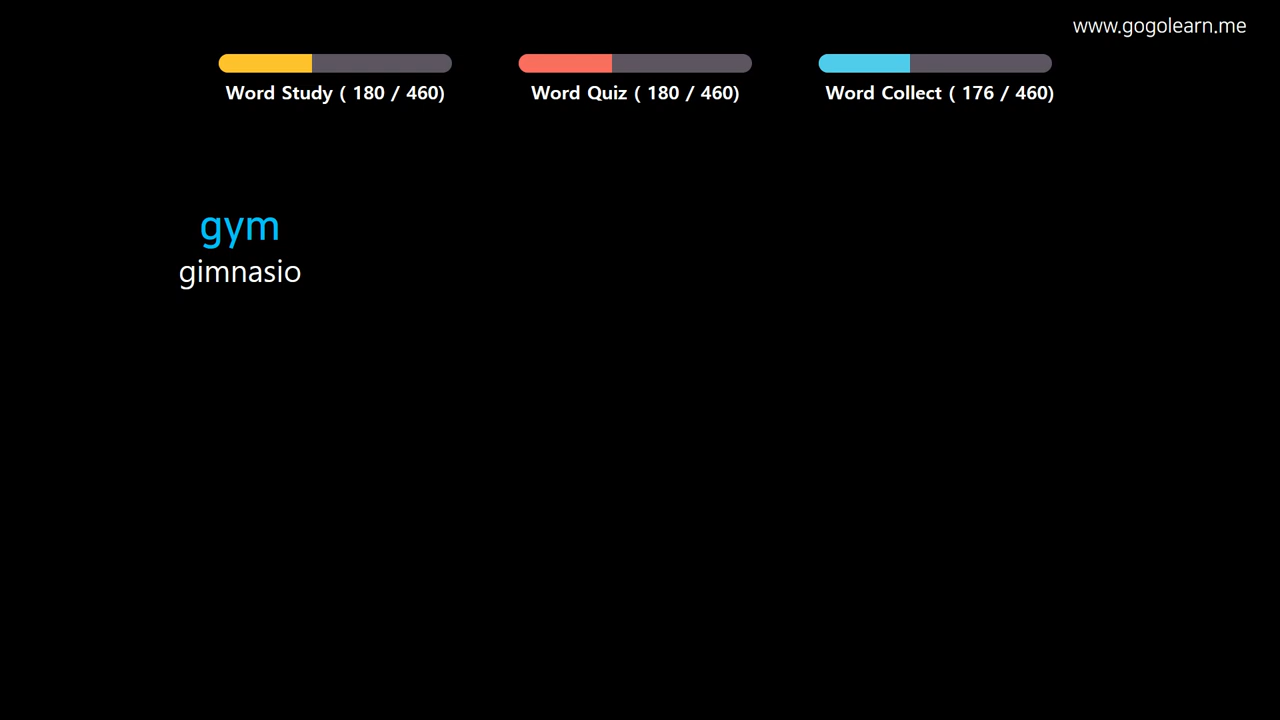 www.gogolearn.me
Word Study ( 180 / 460)
Word Quiz ( 180 / 460)
Word Collect ( 176 / 460)
gym
gimnasio